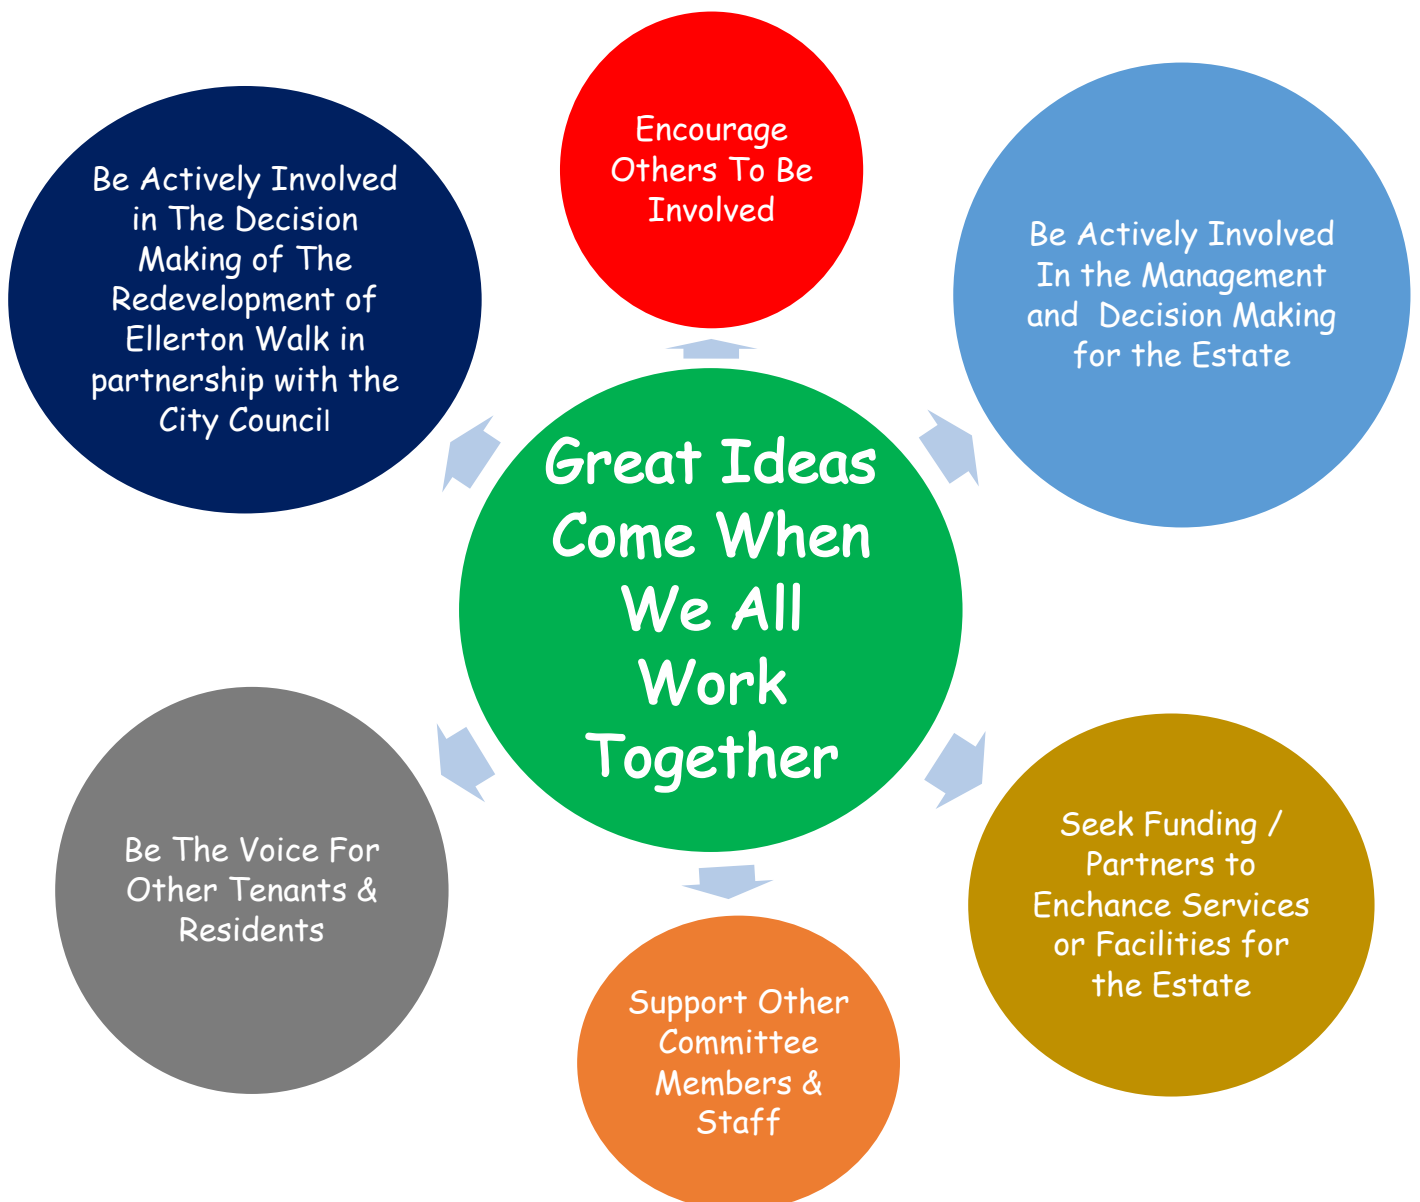 Encourage
Others To Be
Involved
Be Actively Involved
in The Decision
Making of The
Redevelopment of
Ellerton Walk in
partnership with the
City Council
Be Actively Involved
In the Management
and Decision Making
for the Estate
Great Ideas
Come When
We All
Work
Together
Be The Voice For
Other Tenants &
Residents
Seek Funding /
Partners to
Enchance Services
or Facilities for
the Estate
Support Other
Committee
Members &
Staff